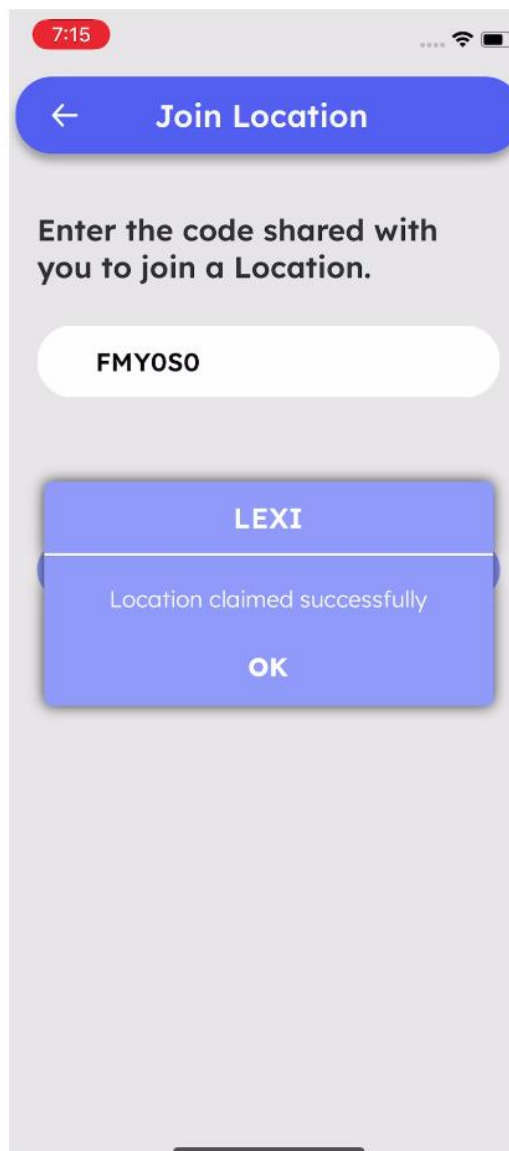 7:15
Join Location
Enter the code shared with
you to join a Location.
FMY0S0
LEXI
Location claimed successfully
OK